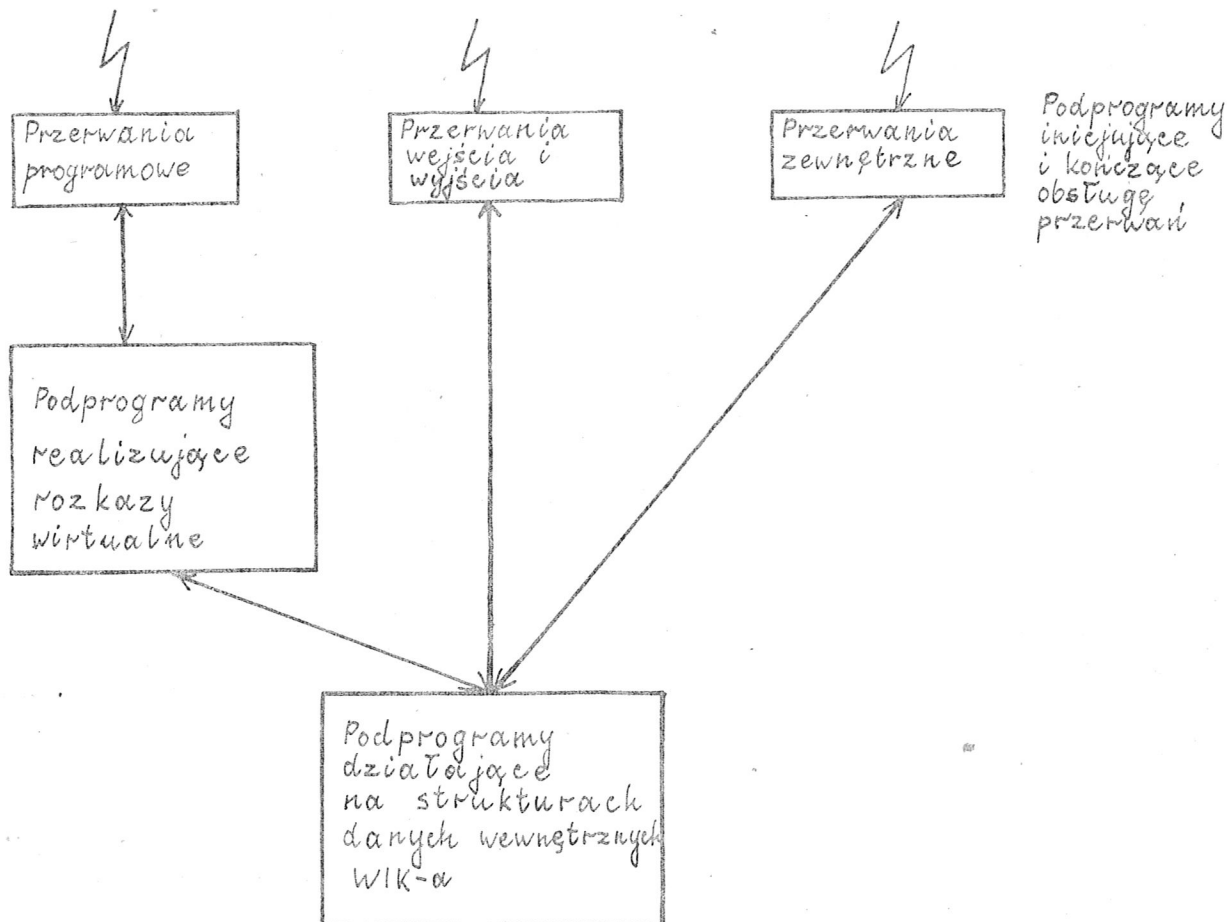 Przerwania
programowe
Przerwania
wejścia i
wyjścia
Przerwania
zewnętrzne
Podprogramy
inicjujące
i kończące
obsługę
przerwań
Podprogramy
realizujące
rozkazy
wirtualne
Podprogramy
działające
na strukturach
danych wewnętrznych
WIK-a